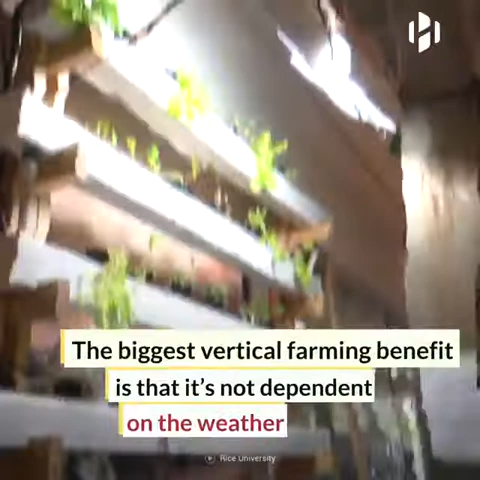 The biggest vertical farming benefit
is that it's not dependent
on the weather
Rice University